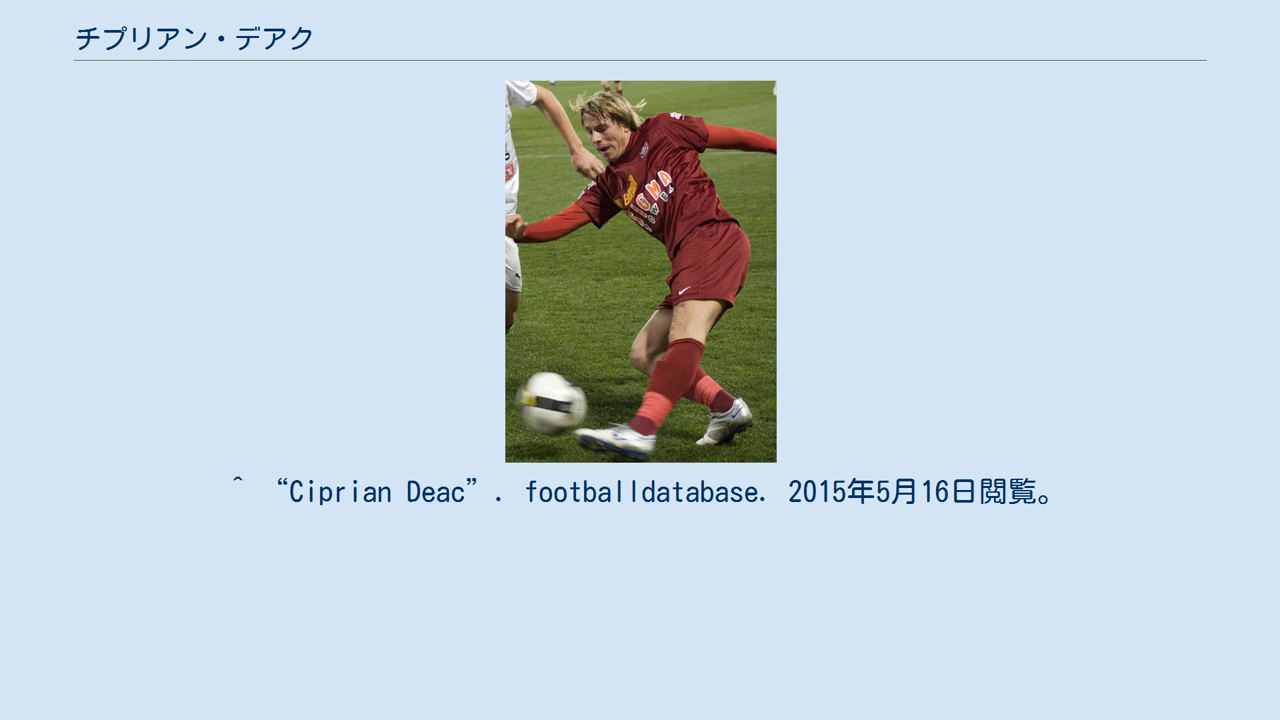 チプリアン・デアク
^ “Ciprian Deac”. footballdatabase. 2015年5月16日閲覧。